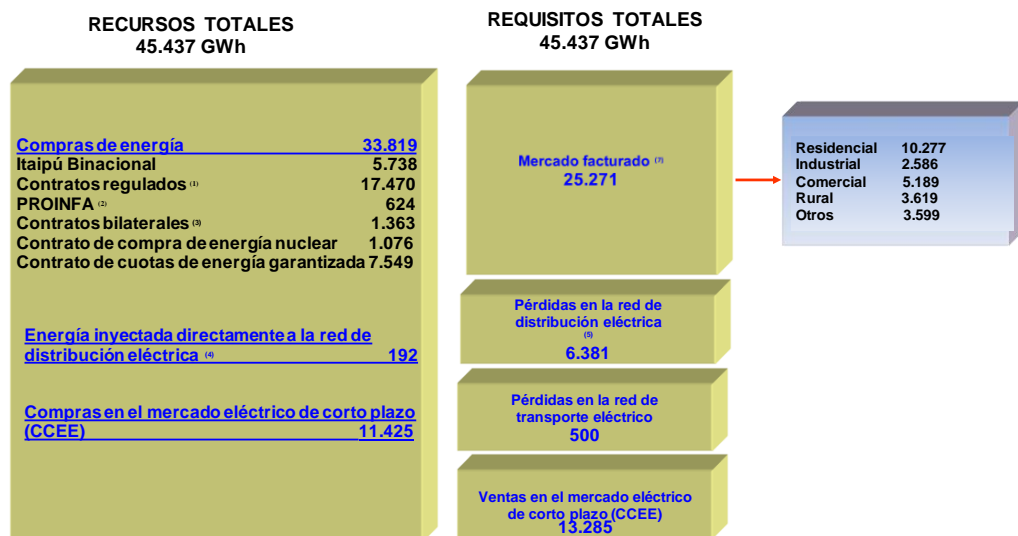 RECURSOS TOTALES
45.437 GWh
Compras de energía 33.819
Itaipú Binacional 5.738
Contratos regulados (1) 17.470
PROINFA (2) 624
Contratos bilaterales (3) 1.363
Contrato de compra de energía nuclear 1.076
Contrato de cuotas de energía garantizada 7.549
Energía inyectada directamente a la red de
distribución eléctrica (4) 192
Compras en el mercado eléctrico de corto plazo
(CCEE) 11.425
REQUISITOS TOTALES
45.437 GWh
Mercado facturado (7)
25.271
Pérdidas en la red de
distribución eléctrica
(5)
6.381
Pérdidas en la red de
transporte eléctrico
500
Ventas en el mercado eléctrico
de corto plazo (CCEE)
13.285
Residencial 10.277
Industrial 2.586
Comercial 5.189
Rural 3.619
Otros 3.599